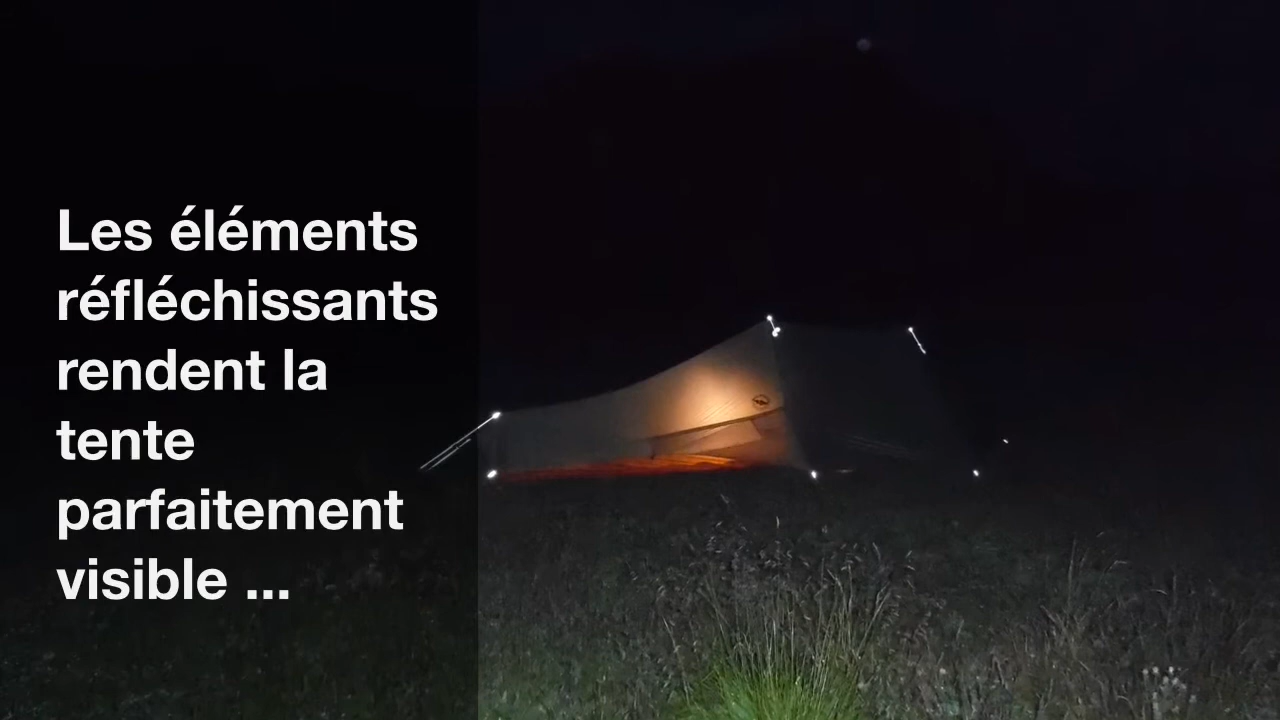 Les éléments
réfléchissants
rendent la
tente
parfaitement
visible ...